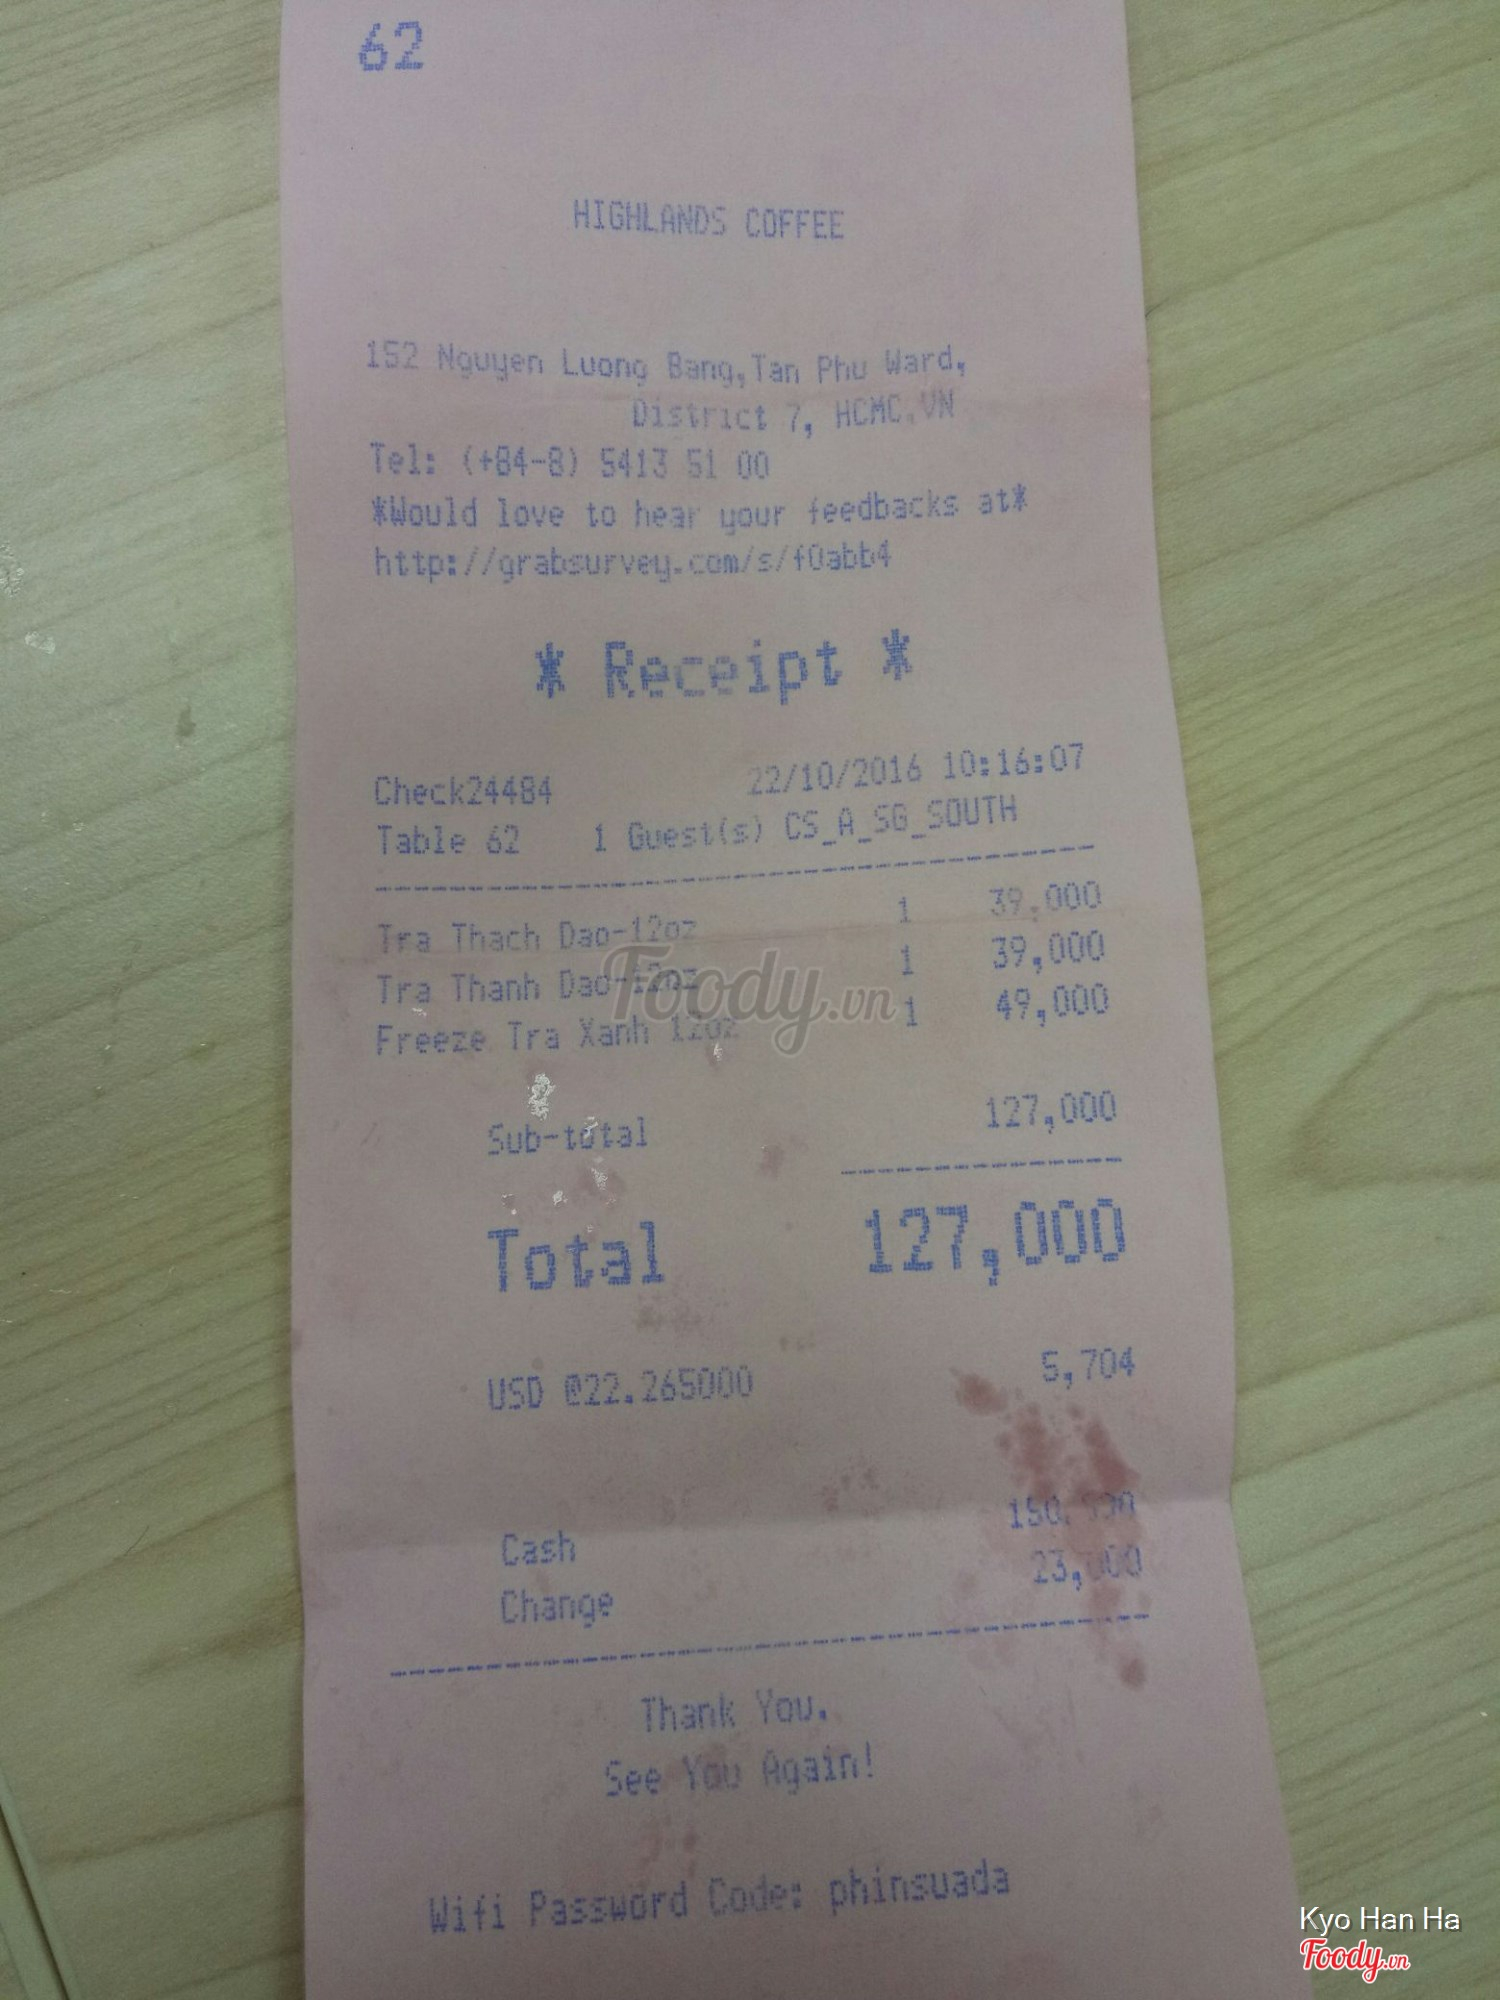 62
HIGHLANDS COFFEE
152 Nguyen Luong Bang,Tan Phu Ward,
District 7, HCMC.VN
Tel: (+84-8) 5413 51 00
*Would love to hear your feedbacks at*
http://grabsurvey.com/s/f0abb4
* Receipt *
Check24484 22/10/2016 10:16:07
Table 62 1 Guest(s) CS_A_SG_SOUTH
Tra Thach Dao-12oz 1 39,000
Tra Thanh Dao-12oz 1 39,000
Freeze Tra Xanh 12oz 1 49,000
Foody.vn
Sub-total 127,000
Total 127,000
USD @22.265000 5,704
Cash
Change 23,000
Thank You.
See You Again!
Wifi Password Code: phinsuada
Kyo Han Ha
Foody.vn